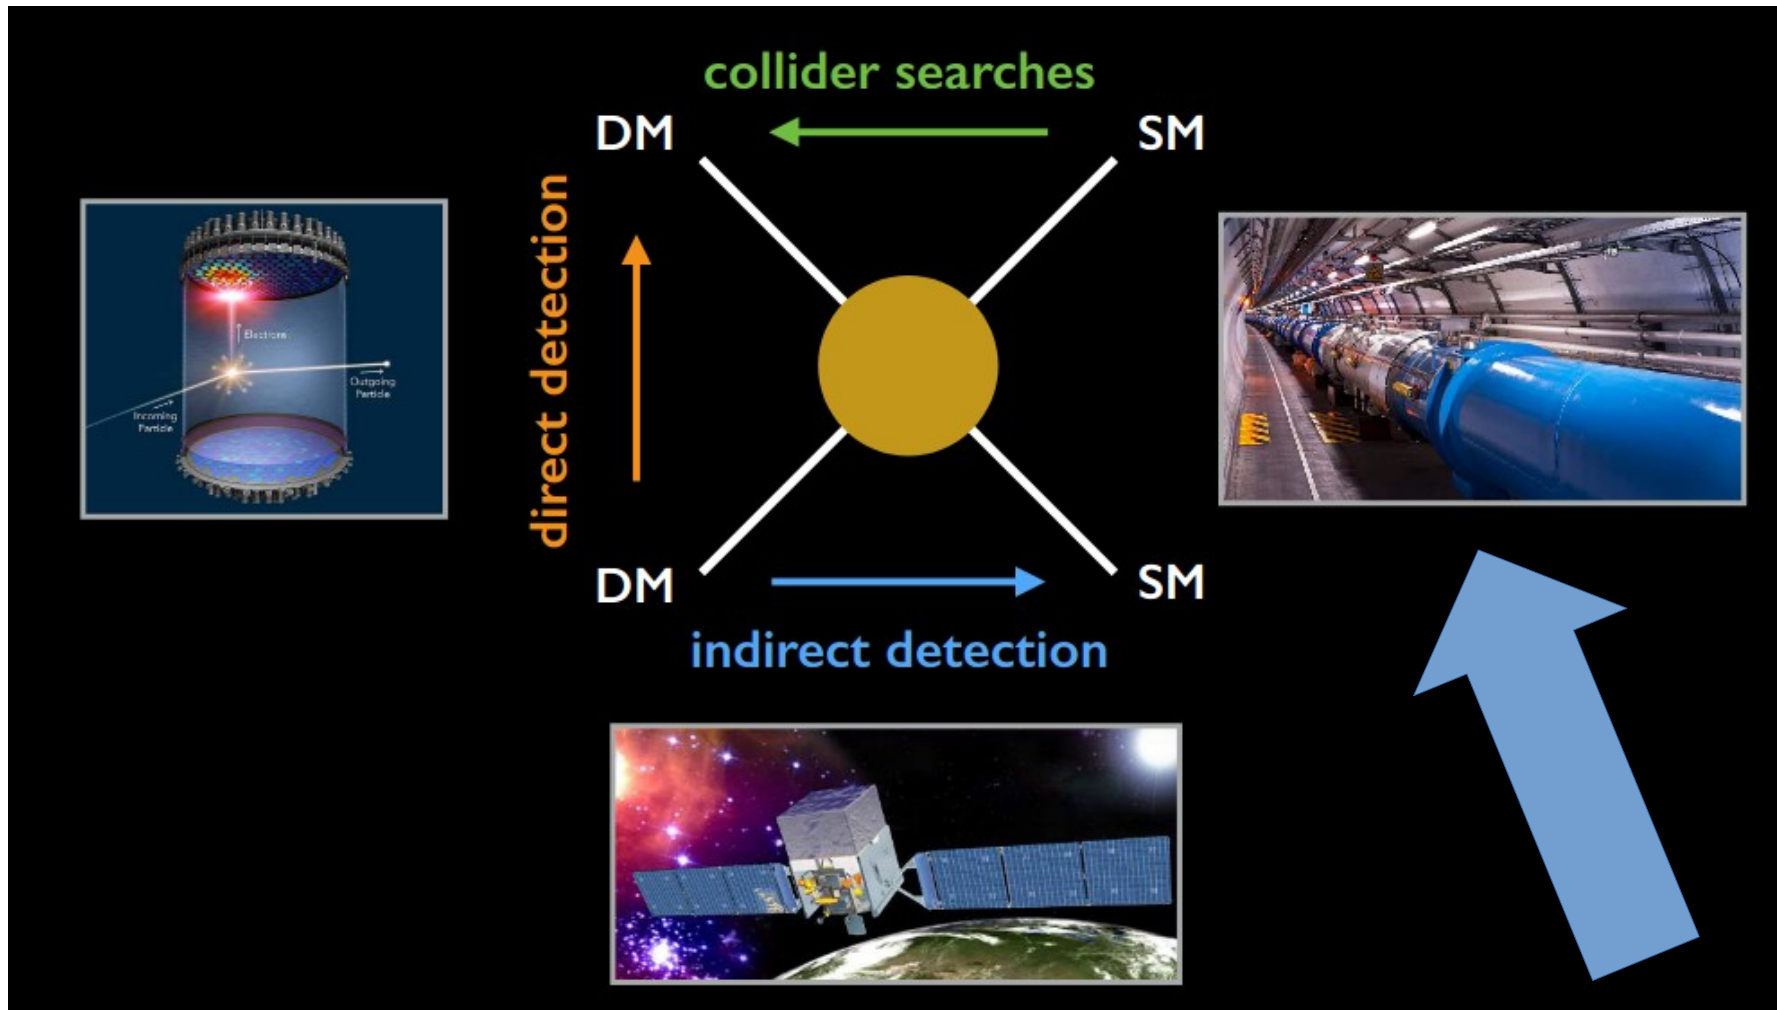 collider searches
DM
SM
direct detection
Electrons
Outgoing
Particle
Incoming
Particle
DM
SM
indirect detection